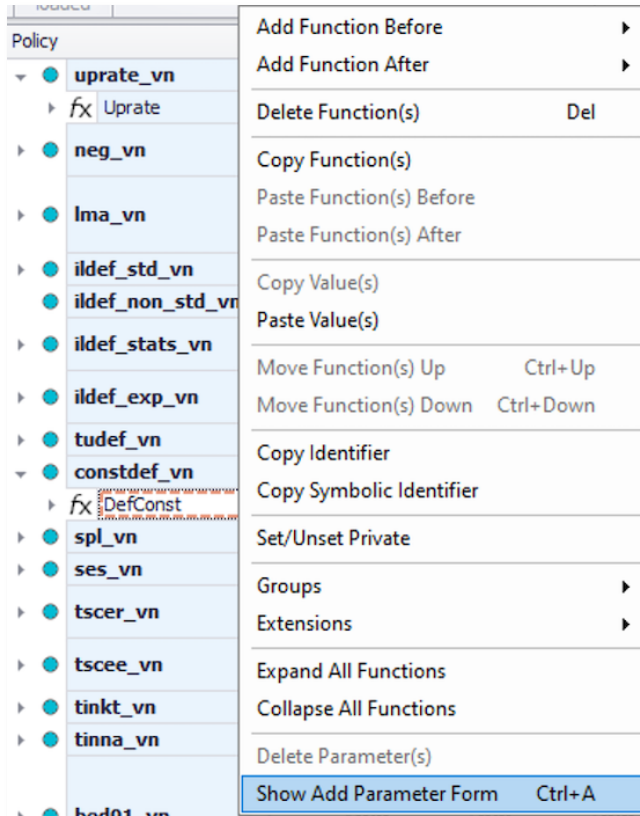 loaded
Policy
uprate_vn
fx Uprate
neg_vn
lma_vn
ildef_std_vn
ildef_non_std_vn
ildef_stats_vn
ildef_exp_vn
tudef_vn
constdef_vn
fx DefConst
spl_vn
ses_vn
tscer_vn
tscee_vn
tinkt_vn
tinna_vn
Add Function Before
Add Function After
Delete Function(s) Del
Copy Function(s)
Paste Function(s) Before
Paste Function(s) After
Copy Value(s)
Paste Value(s)
Move Function(s) Up Ctrl+Up
Move Function(s) Down Ctrl+Down
Copy Identifier
Copy Symbolic Identifier
Set/Unset Private
Groups
Extensions
Expand All Functions
Collapse All Functions
Delete Parameter(s)
Show Add Parameter Form Ctrl+A